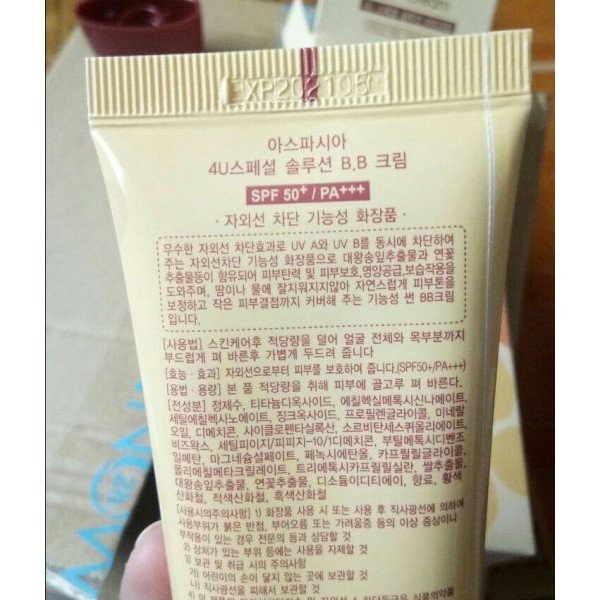 EXP202105
아스파시아
4U스페셜 솔루션 B.B 크림
SPF 50+ / PA+++
· 자외선 차단 기능성 화장품 ·
우수한 자외선 차단효과로 UV A와 UV B를 동시에 차단하여
주는 자외선차단 기능성 화장품으로 대왕송잎추출물과 연꽃
추출물등이 함유되어 피부탄력 및 피부보호,영양공급,보습작용을
도와주며, 땀이나 물에 잘지워지지않아 자연스럽게 피부톤을
보정하고 작은 피부결점까지 커버해 주는 기능성 썬 BB크림
입니다.
[사용법] 스킨케어후 적당량을 덜어 얼굴 전체와 목부분까지
부드럽게 펴 바른후 가볍게 두드려 줍니다
[효능·효과] 자외선으로부터 피부를 보호하여 줍니다.(SPF50+/PA+++)
[용법·용량] 본 품 적당량을 취해 피부에 골고루 펴 바른다.
[전성분] 정제수, 티타늄디옥사이드, 에칠헥실메톡시신나메이트,
세틸에칠헥사노에이트, 징크옥사이드, 프로필렌글라이콜, 미네랄
오일, 디메치콘, 사이클로펜타실록산, 소르비탄세스퀴올리에이트,
비즈왁스, 세틸피이지/피피지-10/1디메치콘, 부틸메톡시디벤조
일메탄, 마그네슘설페이트, 페녹시에탄올, 카프릴릴글라이콜,
폴리메칠메타크릴레이트, 트리에톡시카프릴릴실란, 쌀추출물,
대왕송잎추출물, 연꽃추출물, 디소듐이디티에이, 향료, 황색
산화철, 적색산화철, 흑색산화철
[사용시의주의사항] 1) 화장품 사용 시 또는 사용 후 직사광선에 의하여
사용부위가 붉은 반점, 부어오름 또는 가려움증 등의 이상 증상이나
부작용이 있는 경우 전문의 등과 상담할 것
2) 상처가 있는 부위 등에는 사용을 자제할 것
3) 보관 및 취급 시의 주의사항
가) 어린이의 손이 닿지 않는 곳에 보관할 것
나) 직사광선을 피해서 보관할 것